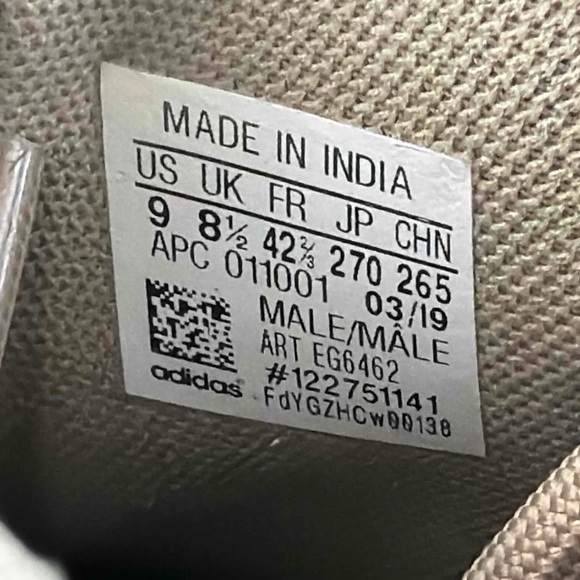 MADE IN INDIA
US UK FR JP CHN
9 8½ 42⅔ 270 265
APC 011001 03/19
MALE/MÂLE
ART EG6462
#122751141
adidas FdYGZHCw00138